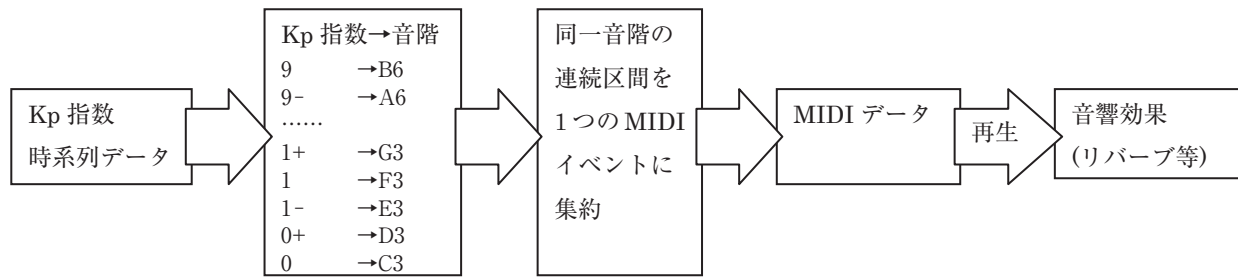 Kp 指数
時系列データ
Kp 指数→音階
9 →B6
9- →A6
……
1+ →G3
1 →F3
1- →E3
0+ →D3
0 →C3
同一音階の
連続区間を
1 つの MIDI
イベントに
集約
MIDI データ
再生
音響効果
(リバーブ等)